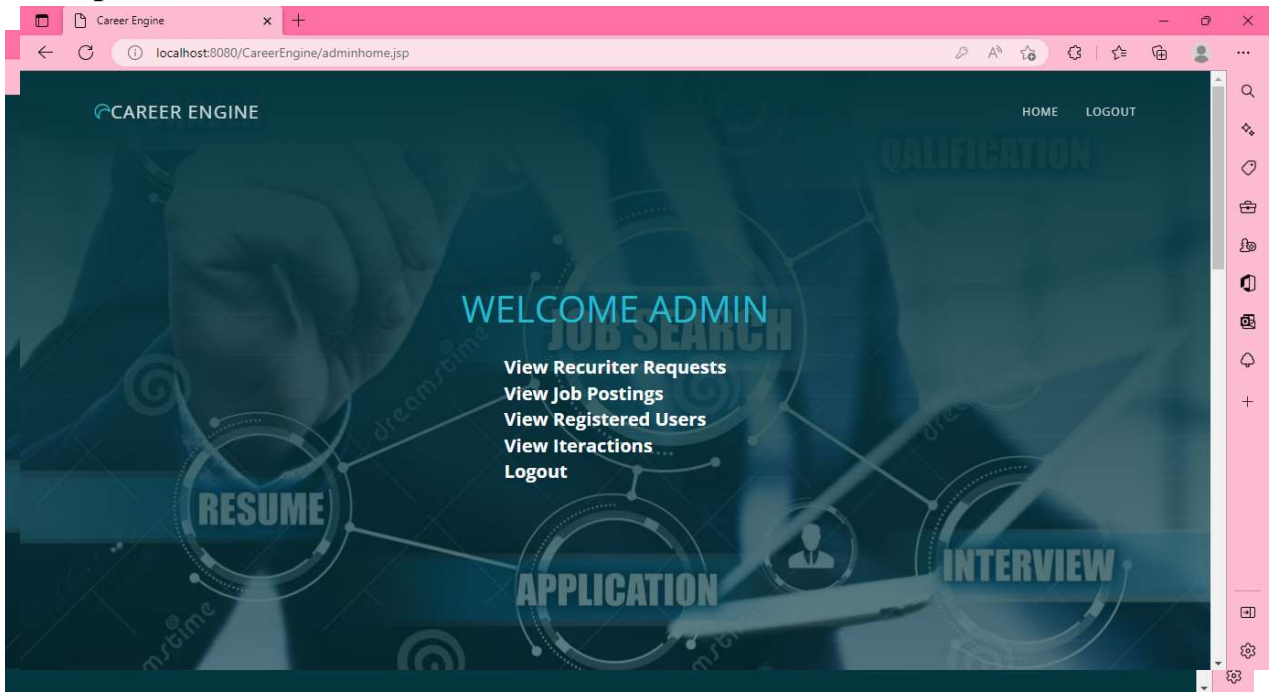 Career Engine
localhost:8080/CareerEngine/adminhome.jsp
CAREER ENGINE
HOME LOGOUT
QALIFICATION
WELCOME ADMIN
JOB SEARCH
View Recuriter Requests
View Job Postings
View Registered Users
View Iteractions
Logout
dreamstime
RESUME
APPLICATION
INTERVIEW